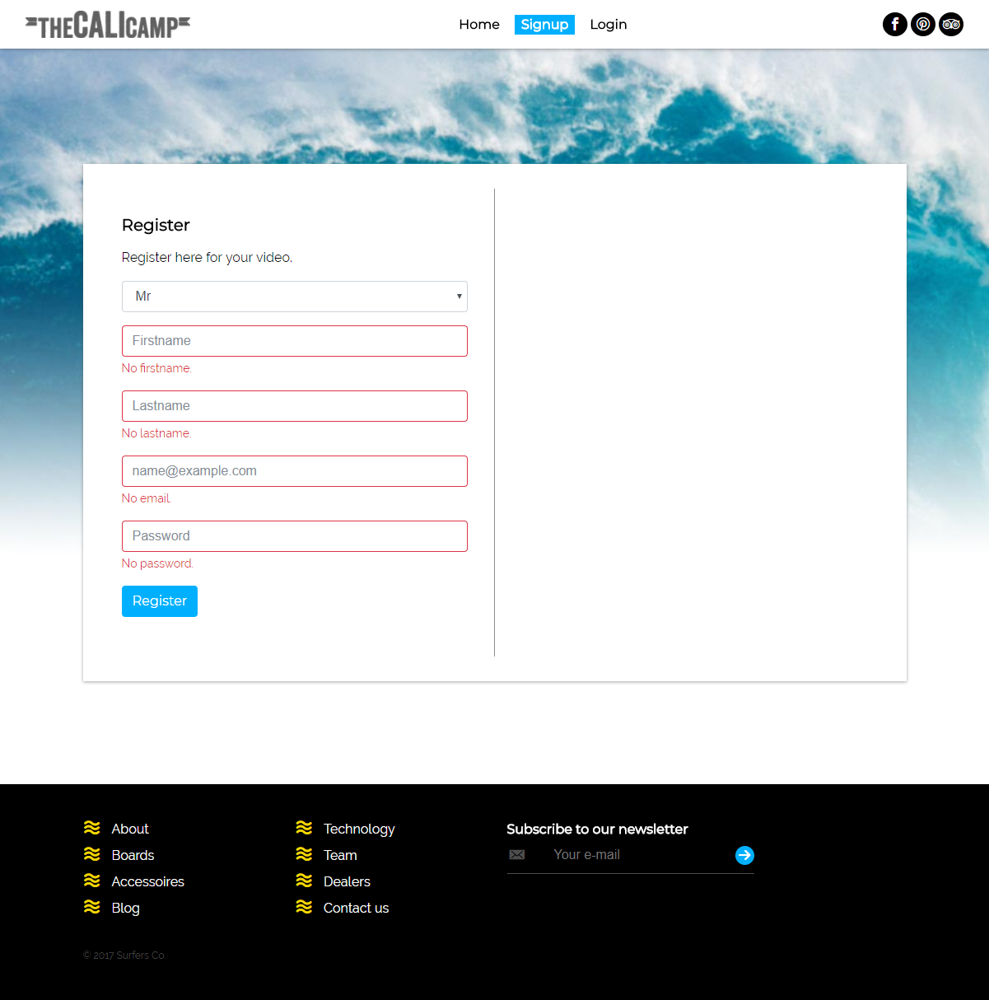 THECALICAMP
Home Signup Login
Register
Register here for your video.
Mr
Firstname
No firstname.
Lastname
No lastname.
name@example.com
No email.
Password
No password.
Register
About
Boards
Accessoires
Blog
Technology
Team
Dealers
Contact us
Subscribe to our newsletter
Your e-mail
© 2017 Surfers Co.